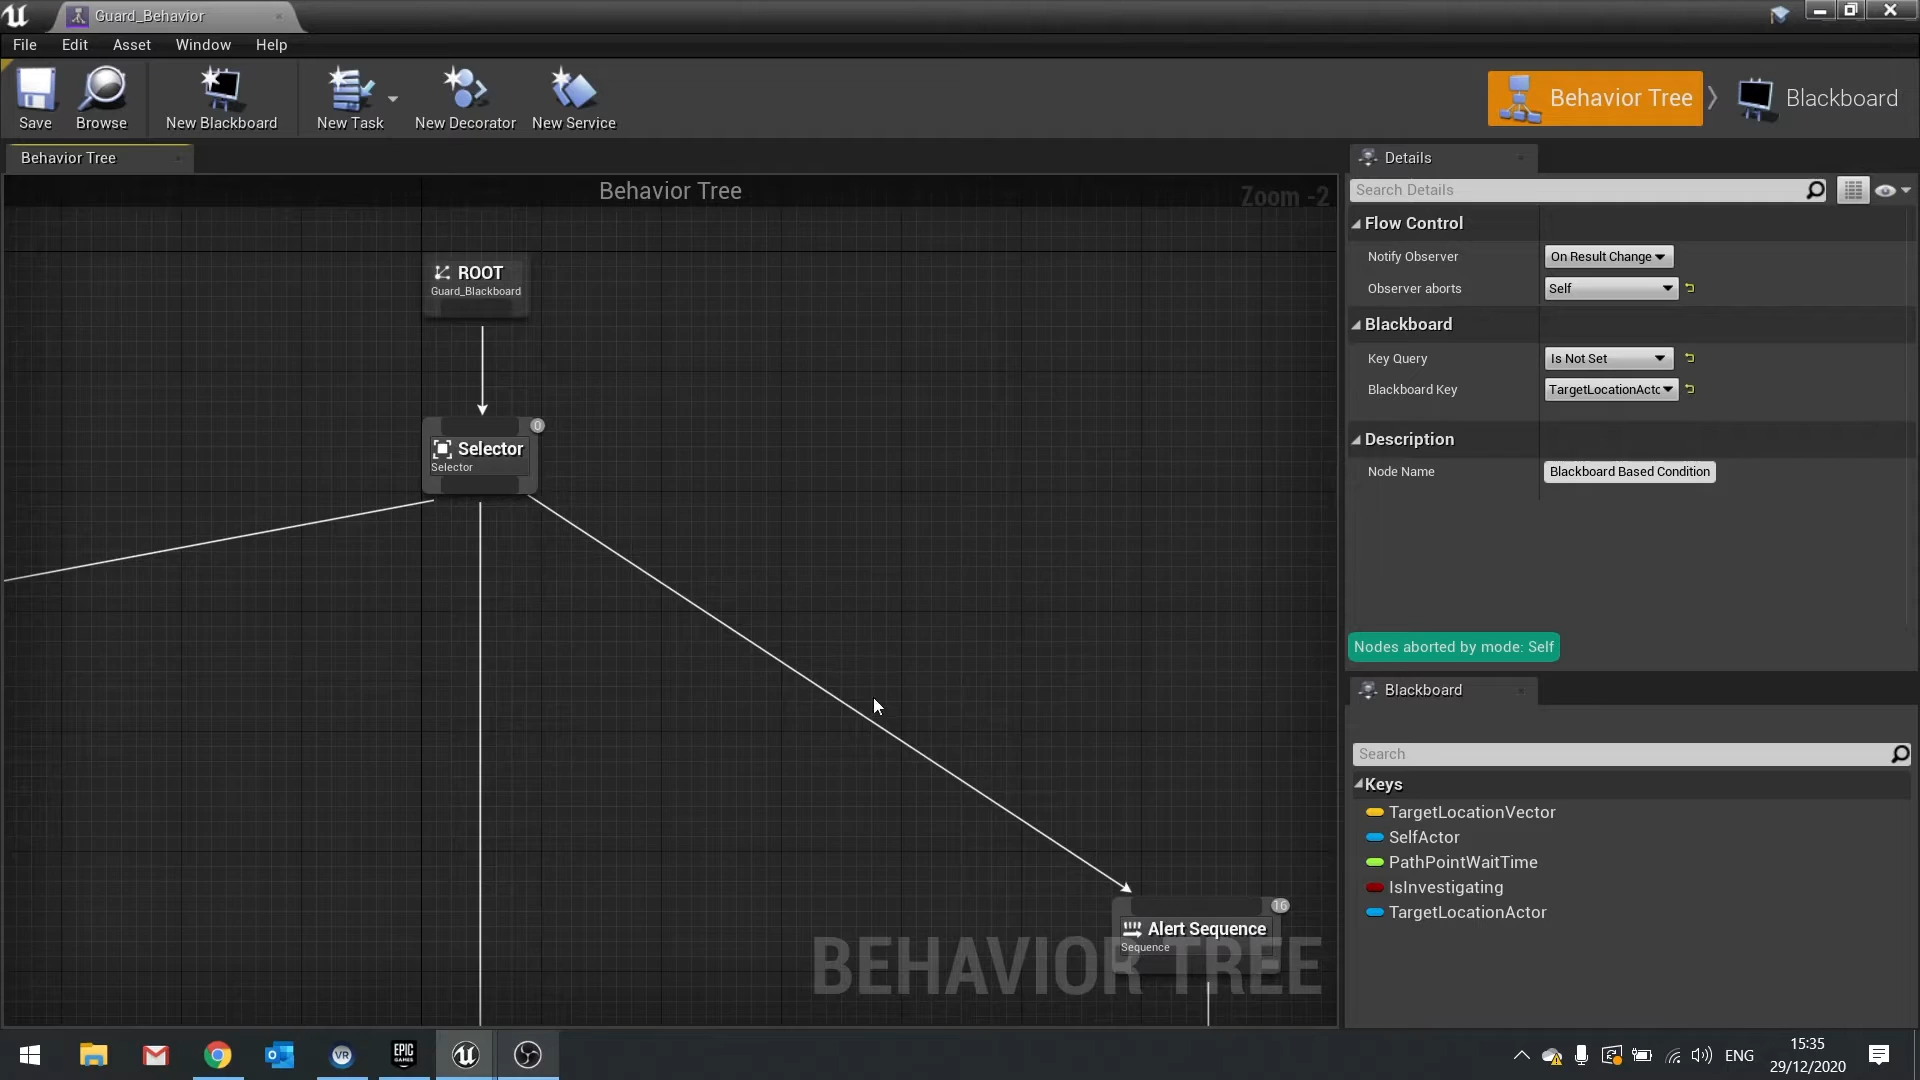 Guard_Behavior
File Edit Asset Window Help
Save Browse New Blackboard New Task New Decorator New Service
Behavior Tree Blackboard
Behavior Tree
Behavior Tree
Zoom -2
ROOT
Guard_Blackboard
0
Selector
Selector
16
Alert Sequence
Sequence
BEHAVIOR TREE
Details
Search Details
Flow Control
Notify Observer On Result Change
Observer aborts Self
Blackboard
Key Query Is Not Set
Blackboard Key TargetLocationActo
Description
Node Name Blackboard Based Condition
Nodes aborted by mode: Self
Blackboard
Search
Keys
TargetLocationVector
SelfActor
PathPointWaitTime
IsInvestigating
TargetLocationActor
VR
EPIC
GAMES
ENG
15:35
29/12/2020